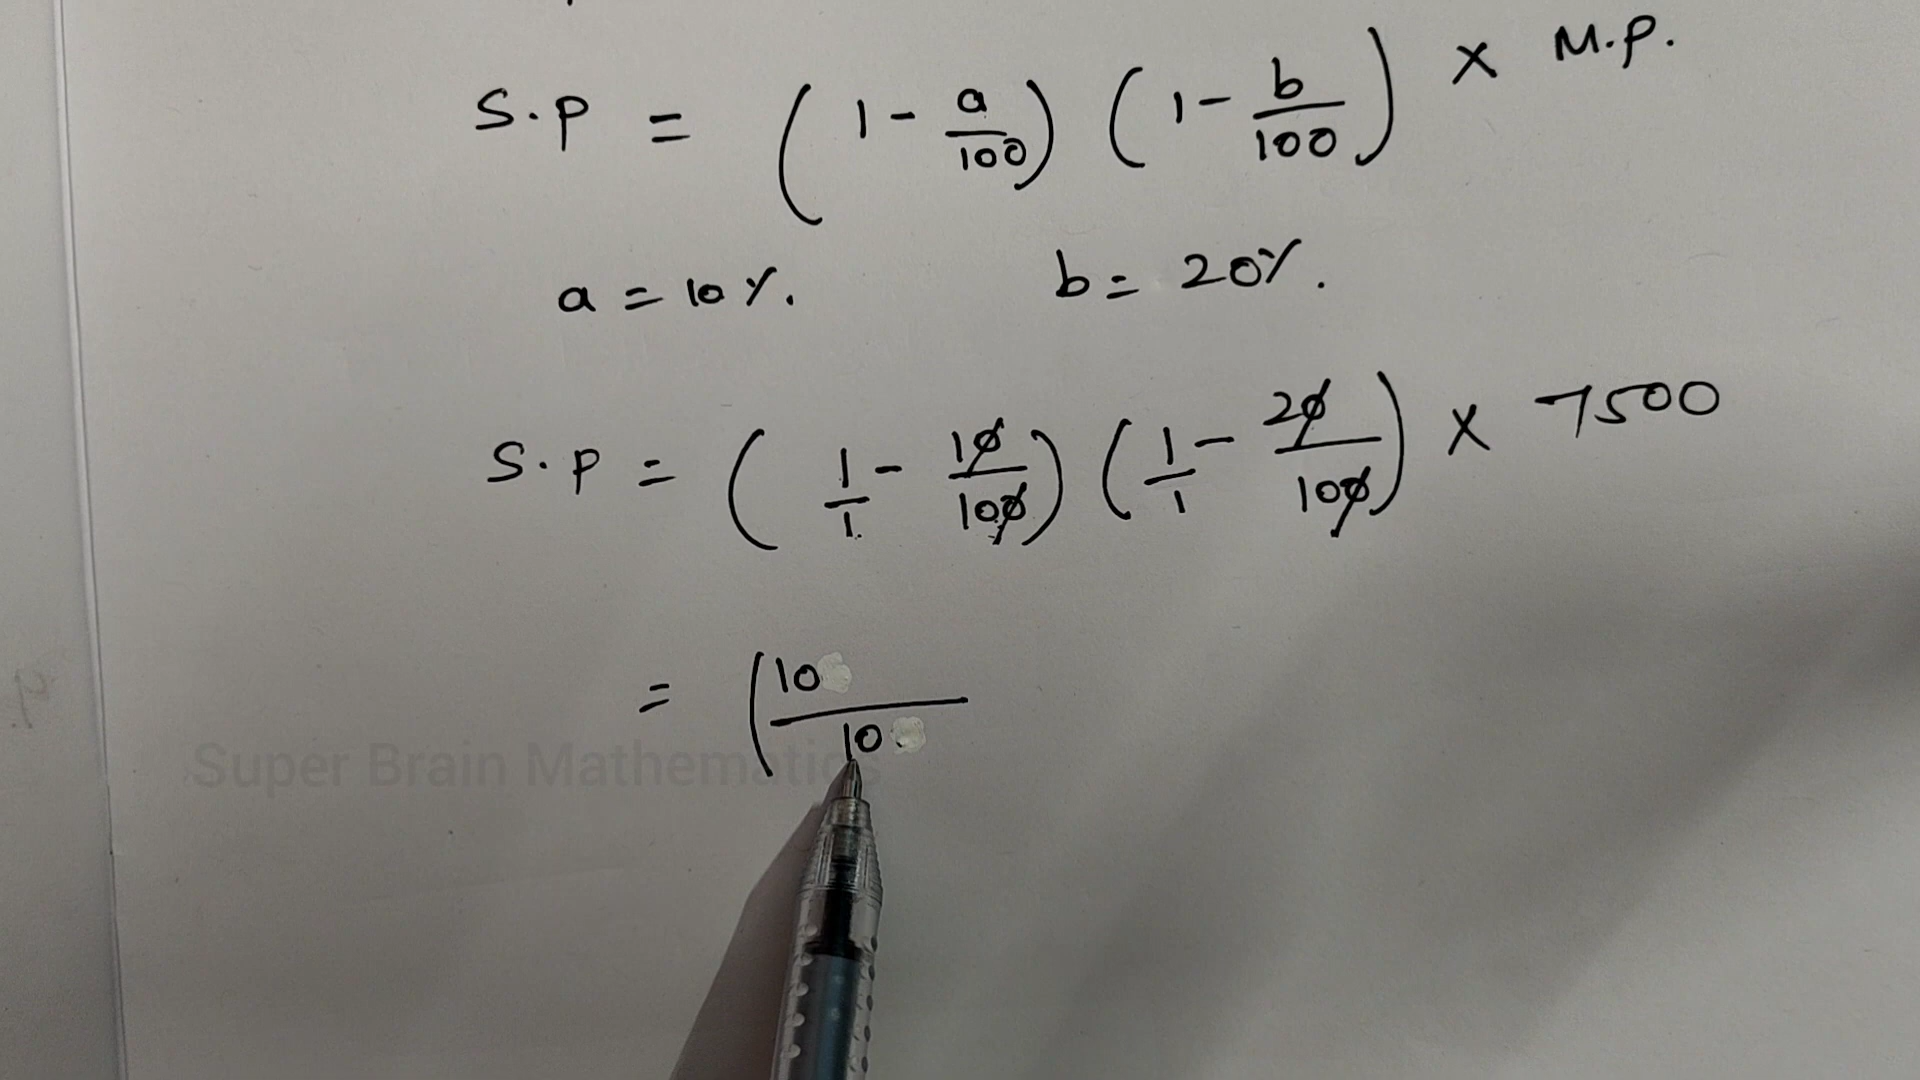 S.P = (1 - a/100) (1 - b/100) × M.P.
a = 10%. b = 20%.
S.P = (1/1 - 10/100) (1/1 - 20/100) × 7500
= (10/10
Super Brain Mathematics